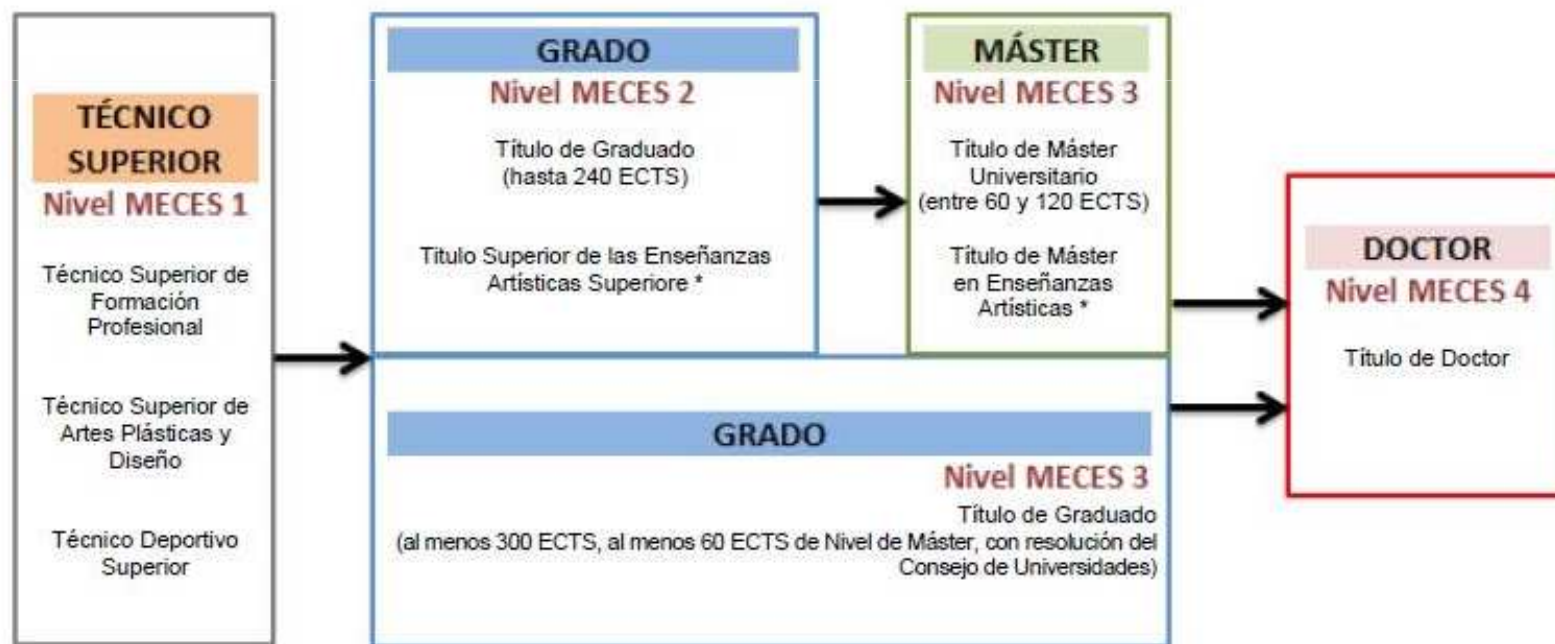 TÉCNICO
SUPERIOR
Nivel MECES 1
Técnico Superior de
Formación
Profesional
Técnico Superior de
Artes Plásticas y
Diseño
Técnico Deportivo
Superior
GRADO
Nivel MECES 2
Título de Graduado
(hasta 240 ECTS)
Titulo Superior de las Enseñanzas
Artísticas Superiore *
MÁSTER
Nivel MECES 3
Título de Máster
Universitario
(entre 60 y 120 ECTS)
Título de Máster
en Enseñanzas
Artísticas *
GRADO
Nivel MECES 3
Título de Graduado
(al menos 300 ECTS, al menos 60 ECTS de Nivel de Máster, con resolución del
Consejo de Universidades)
DOCTOR
Nivel MECES 4
Título de Doctor